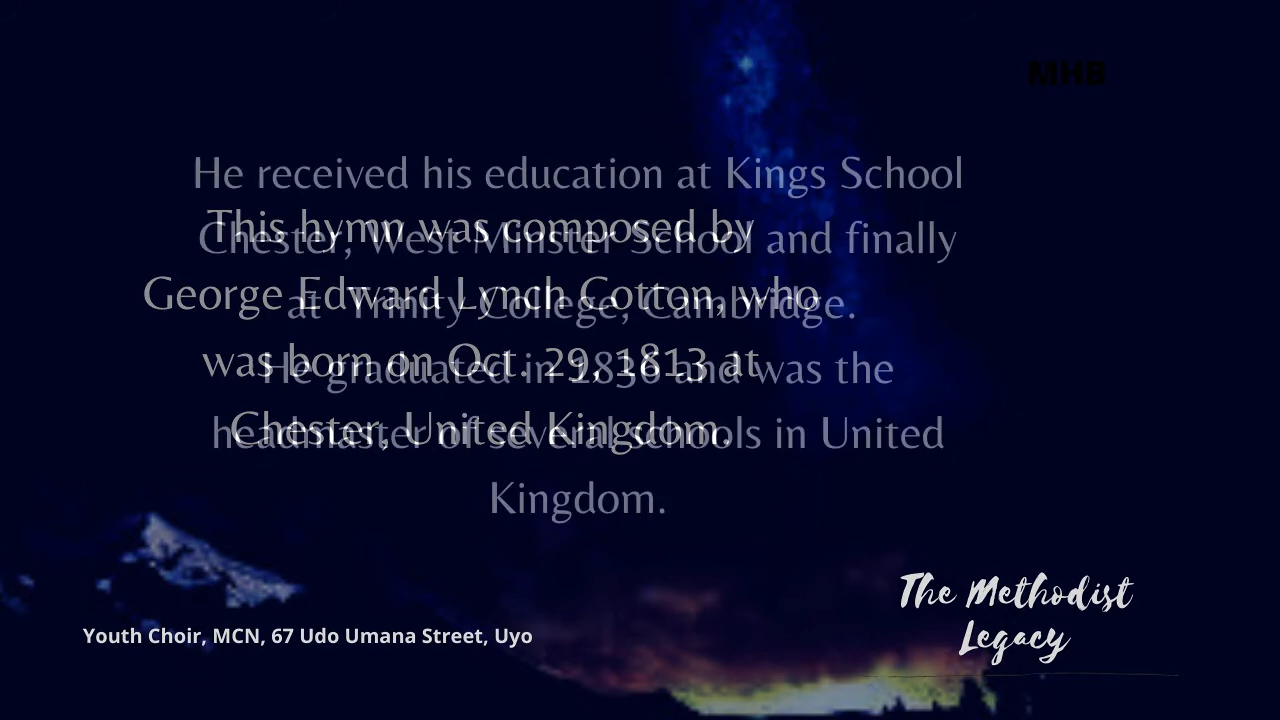 MHB
He received his education at Kings School
Chester, West Minister School and finally
at Trinity College, Cambridge.
He graduated in 1836 and was the
headmaster of several schools in United
Kingdom.
This hymn was composed by
George Edward Lynch Cotton, who
was born on Oct. 29, 1813 at
Chester, United Kingdom.
The Methodist
Legacy
Youth Choir, MCN, 67 Udo Umana Street, Uyo